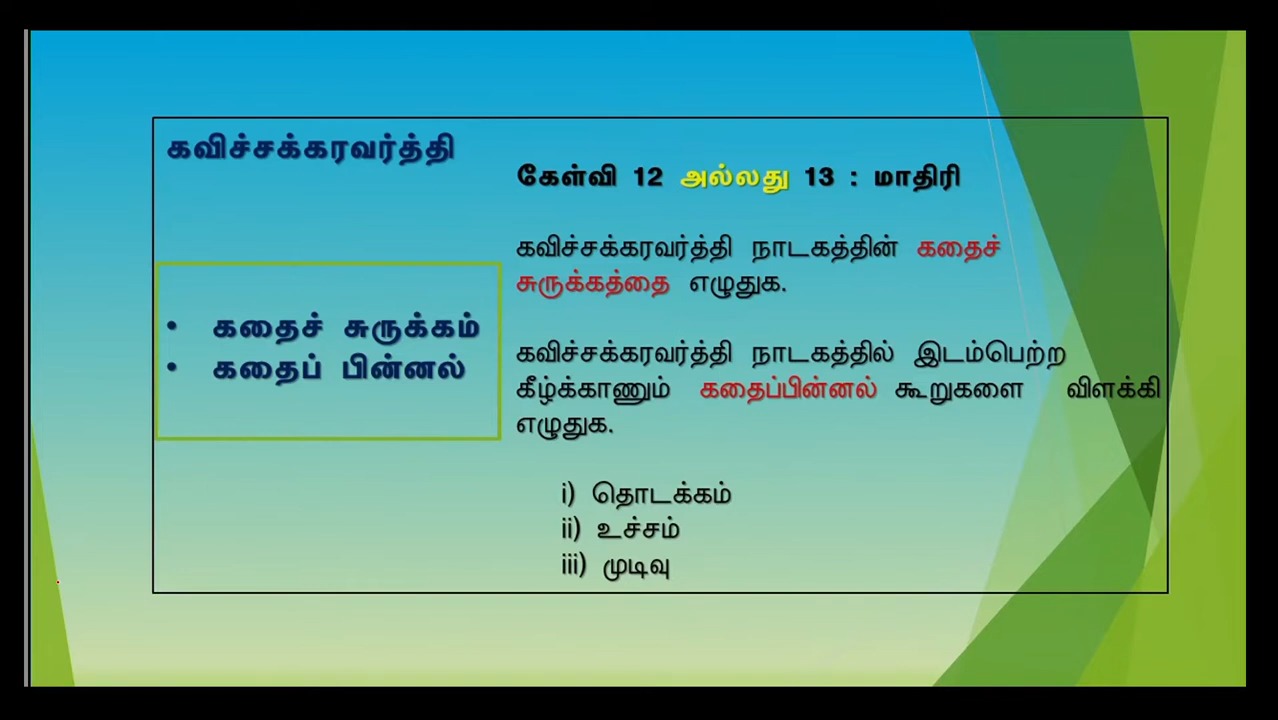 கவிச்சக்கரவர்த்தி
• கதைச் சுருக்கம்
• கதைப் பின்னல்
கேள்வி 12 அல்லது 13 : மாதிரி
கவிச்சக்கரவர்த்தி நாடகத்தின் கதைச்
சுருக்கத்தை எழுதுக.
கவிச்சக்கரவர்த்தி நாடகத்தில் இடம்பெற்ற
கீழ்க்காணும் கதைப்பின்னல் கூறுகளை விளக்கி
எழுதுக.
i) தொடக்கம்
ii) உச்சம்
iii) முடிவு